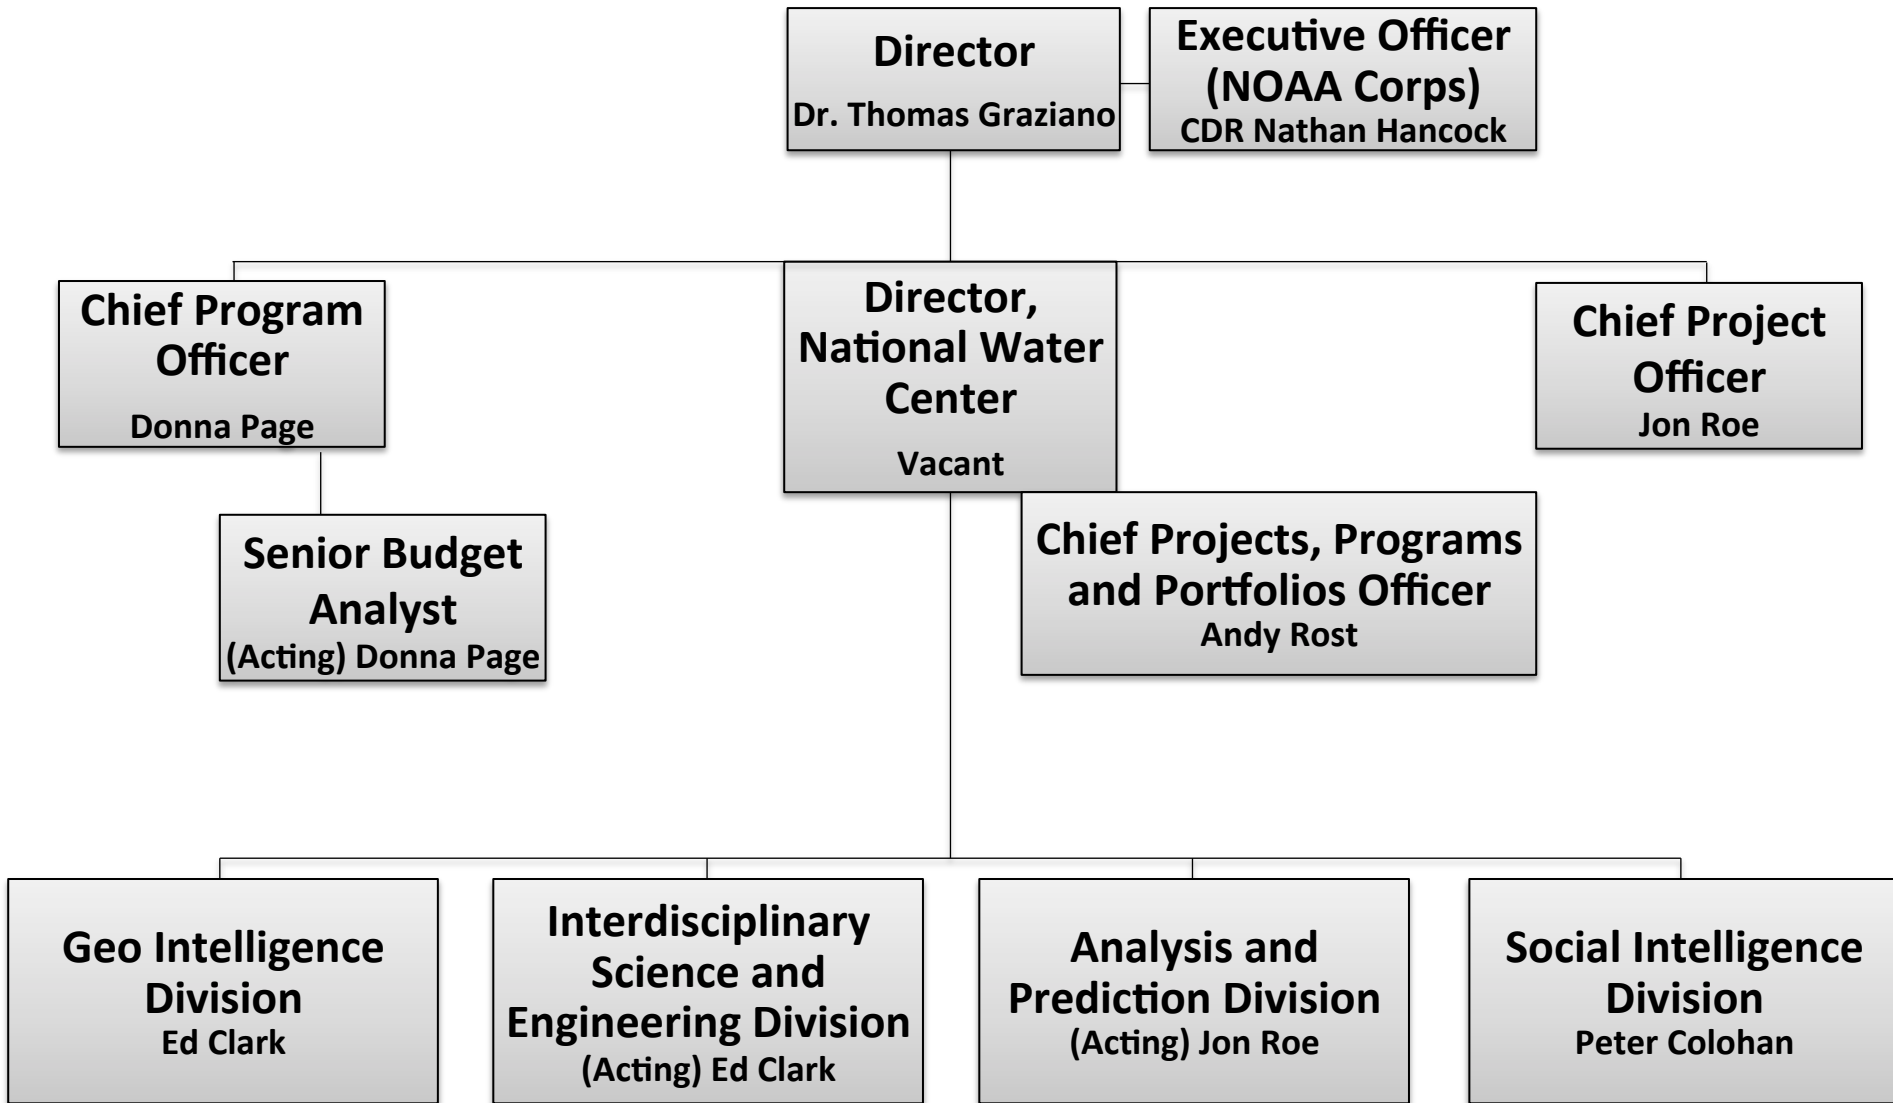 Director
Dr. Thomas Graziano
Executive Officer
(NOAA Corps)
CDR Nathan Hancock
Chief Program
Officer
Donna Page
Director,
National Water
Center
Vacant
Chief Project
Officer
Jon Roe
Senior Budget
Analyst
(Acting) Donna Page
Chief Projects, Programs
and Portfolios Officer
Andy Rost
Geo Intelligence
Division
Ed Clark
Interdisciplinary
Science and
Engineering Division
(Acting) Ed Clark
Analysis and
Prediction Division
(Acting) Jon Roe
Social Intelligence
Division
Peter Colohan